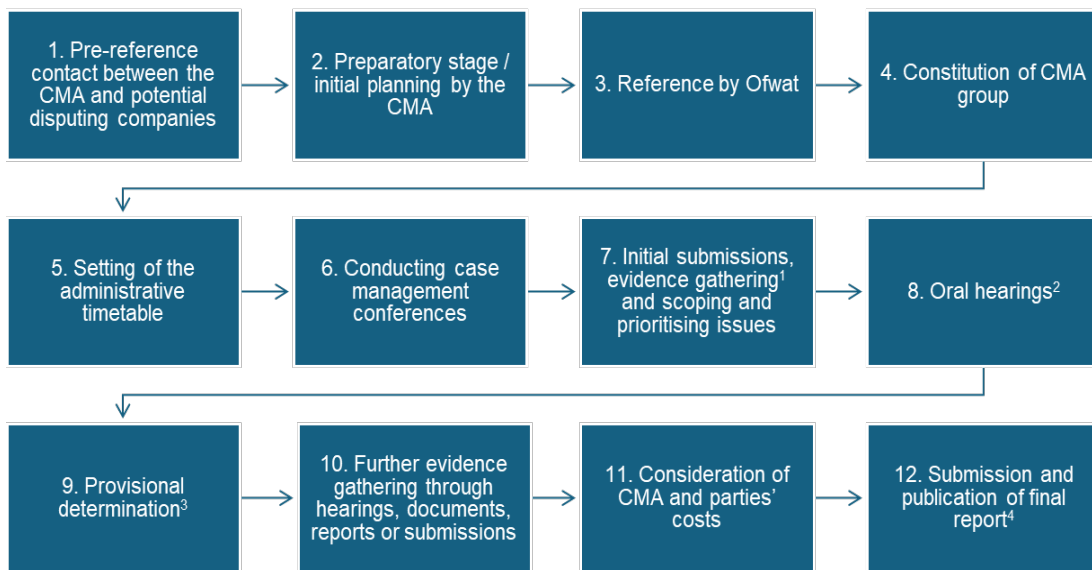 1. Pre-reference
contact between the
CMA and potential
disputing companies
2. Preparatory stage /
initial planning by the
CMA
3. Reference by Ofwat
4. Constitution of CMA
group
5. Setting of the
administrative
timetable
6. Conducting case
management
conferences
7. Initial submissions,
evidence gathering¹
and scoping and
prioritising issues
8. Oral hearings²
9. Provisional
determination³
10. Further evidence
gathering through
hearings, documents,
reports or submissions
11. Consideration of
CMA and parties’
costs
12. Submission and
publication of final
report⁴